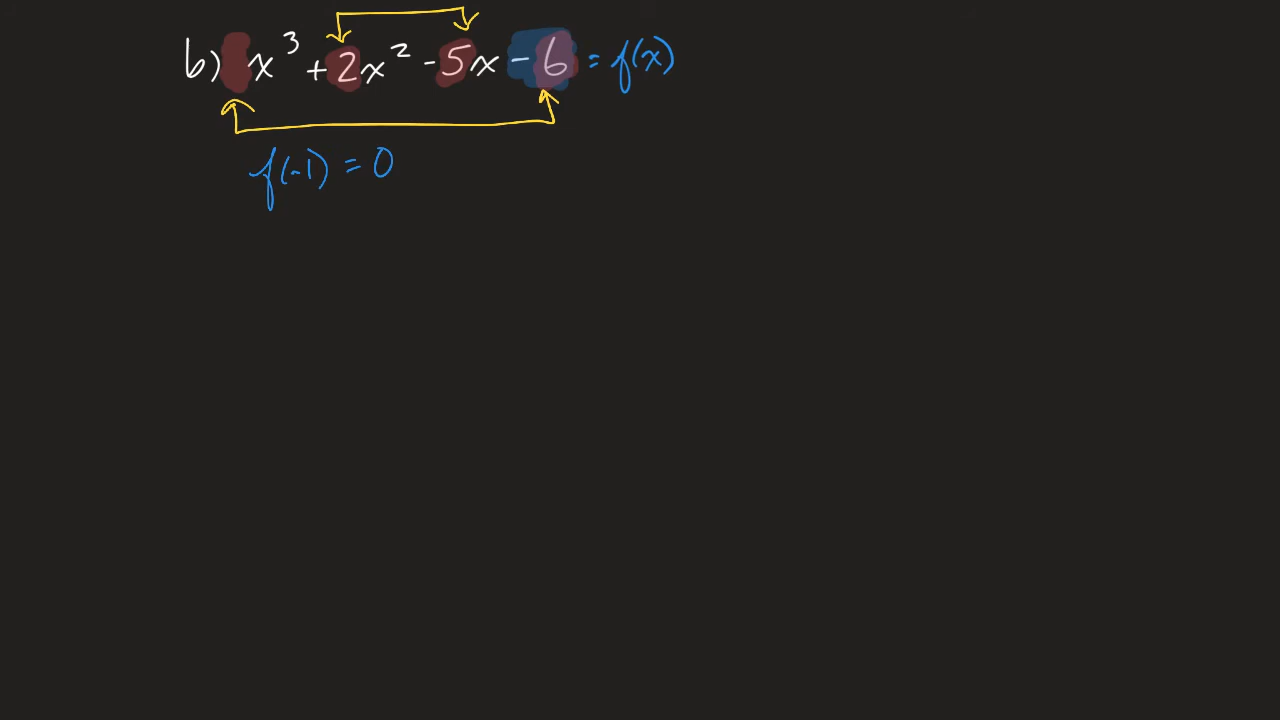 b) x³ + 2x² - 5x - 6 = f(x)
f(-1) = 0